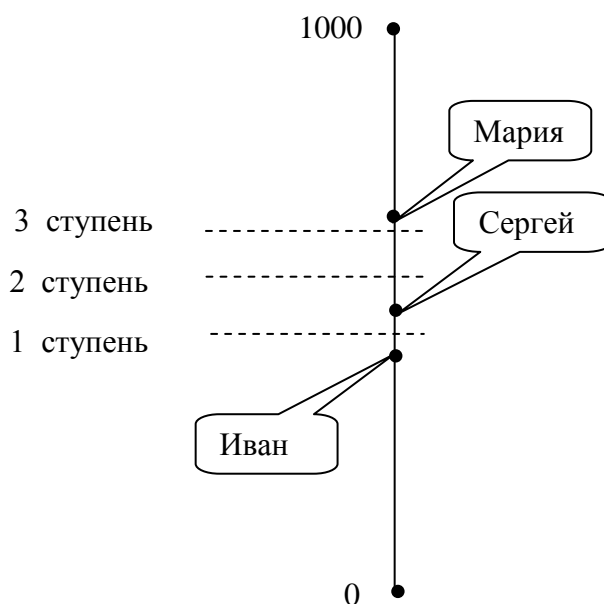 1000
Мария
3 ступень
Сергей
2 ступень
1 ступень
Иван
0